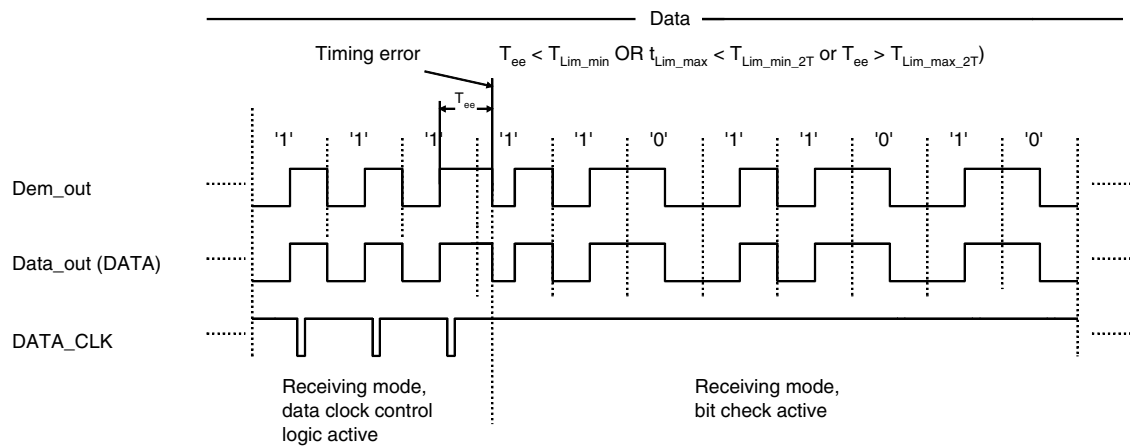 Data
Timing error T_ee < T_Lim_min OR t_Lim_max < T_Lim_min_2T or T_ee > T_Lim_max_2T)
T_ee
'1' '1' '1' '1' '1' '0' '1' '1' '0' '1' '0'
Dem_out
Data_out (DATA)
DATA_CLK
Receiving mode,
data clock control
logic active
Receiving mode,
bit check active